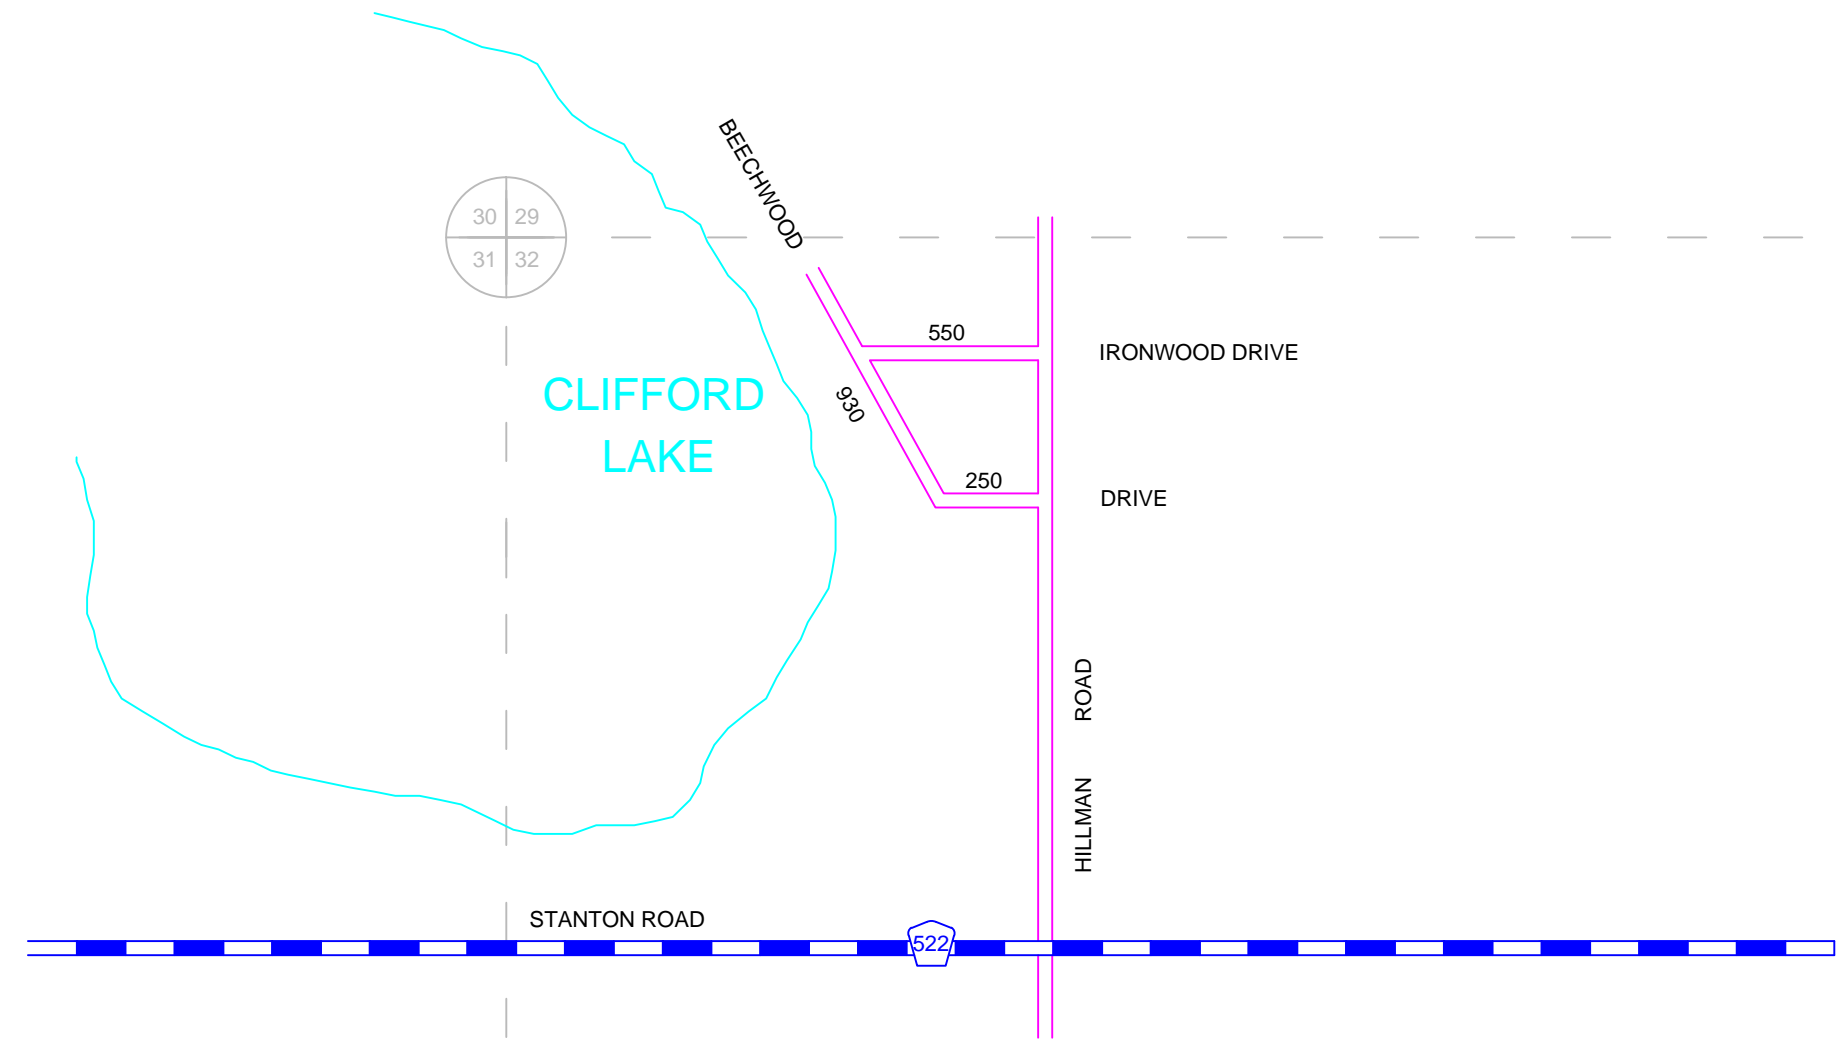 BEECHWOOD
30 29
31 32
550
IRONWOOD DRIVE
CLIFFORD
LAKE
930
250
DRIVE
HILLMAN ROAD
STANTON ROAD
522